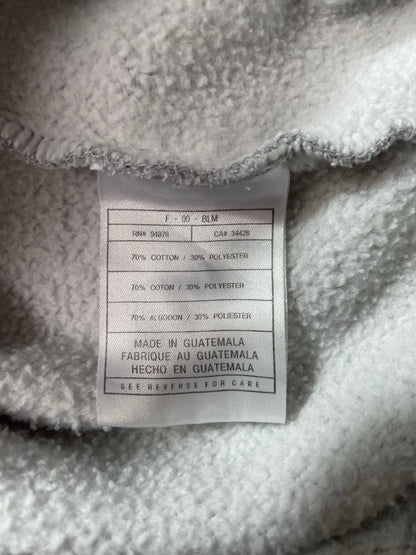 F - 00 - BLM
RN# 94878 CA# 34428
70% COTTON / 30% POLYESTER
70% COTON / 30% POLYESTER
70% ALGODON / 30% POLIESTER
MADE IN GUATEMALA
FABRIQUE AU GUATEMALA
HECHO EN GUATEMALA
SEE REVERSE FOR CARE